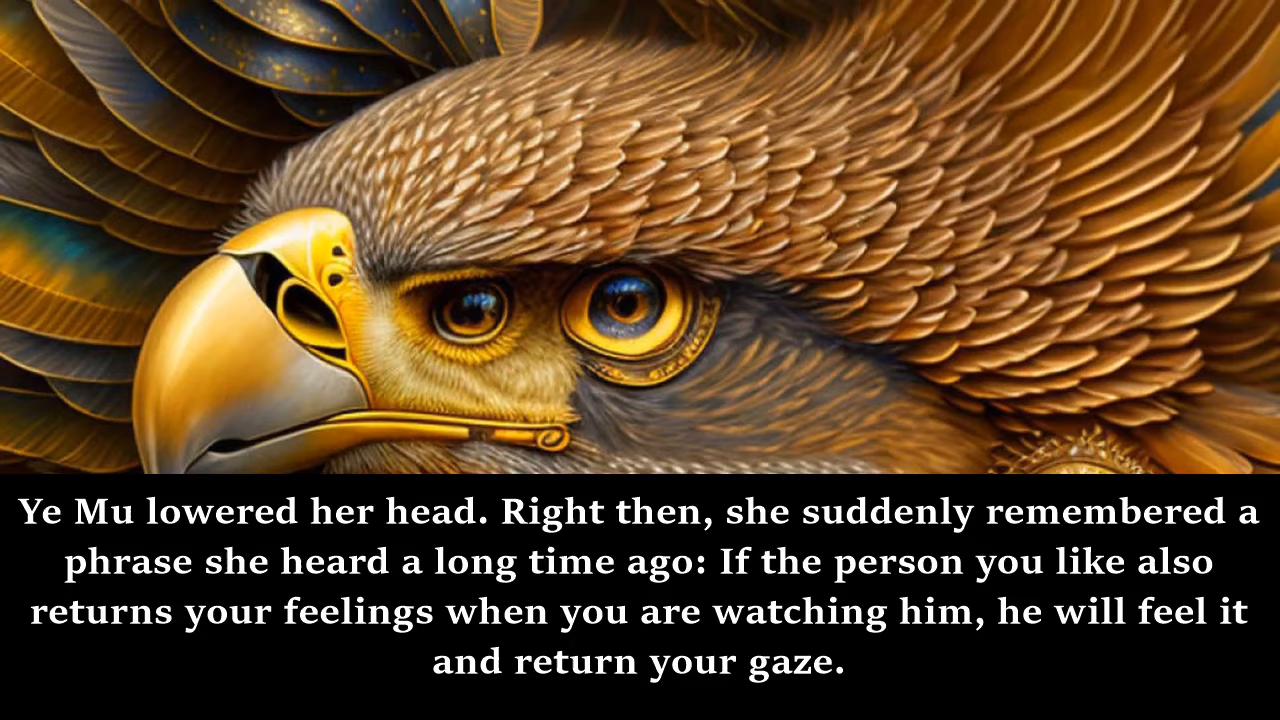 Ye Mu lowered her head. Right then, she suddenly remembered a
phrase she heard a long time ago: If the person you like also
returns your feelings when you are watching him, he will feel it
and return your gaze.